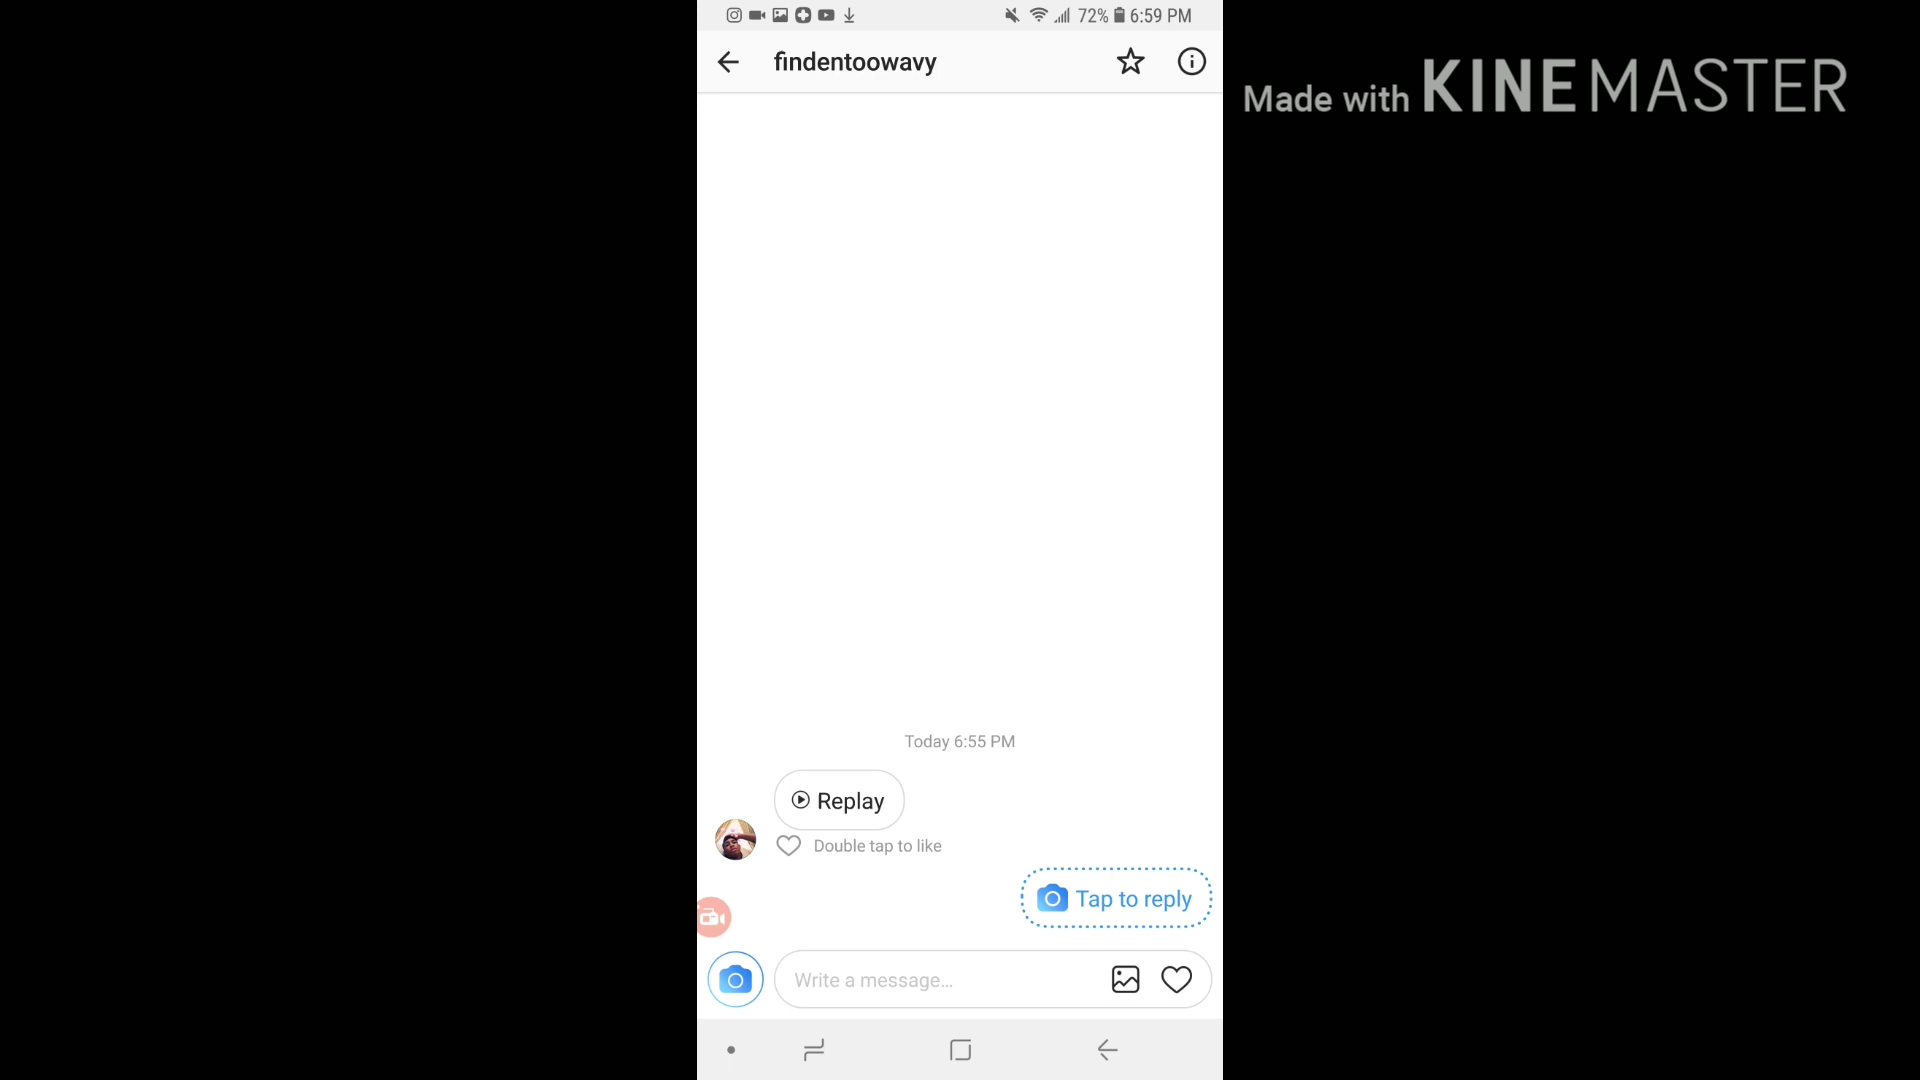 72% 6:59 PM
findentoowavy
Made with KINEMASTER
Today 6:55 PM
Replay
Double tap to like
Tap to reply
Write a message...